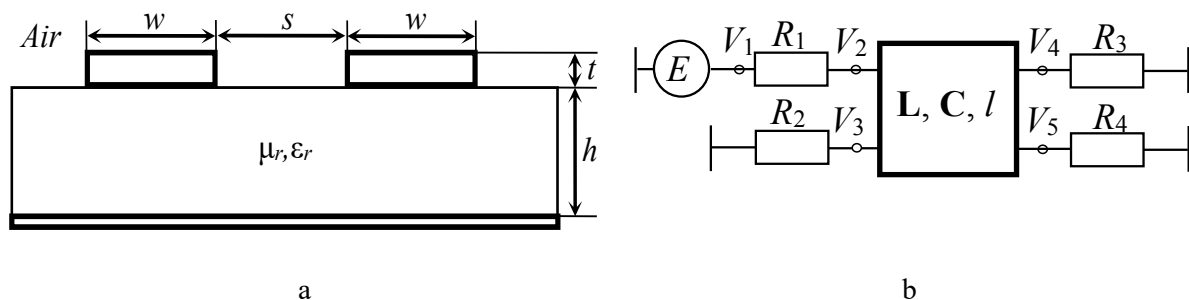 w s w
Air
t
h
μr,εr
a
E V1 R1 V2 V4 R3
L, C, l
R2 V3 V5 R4
b